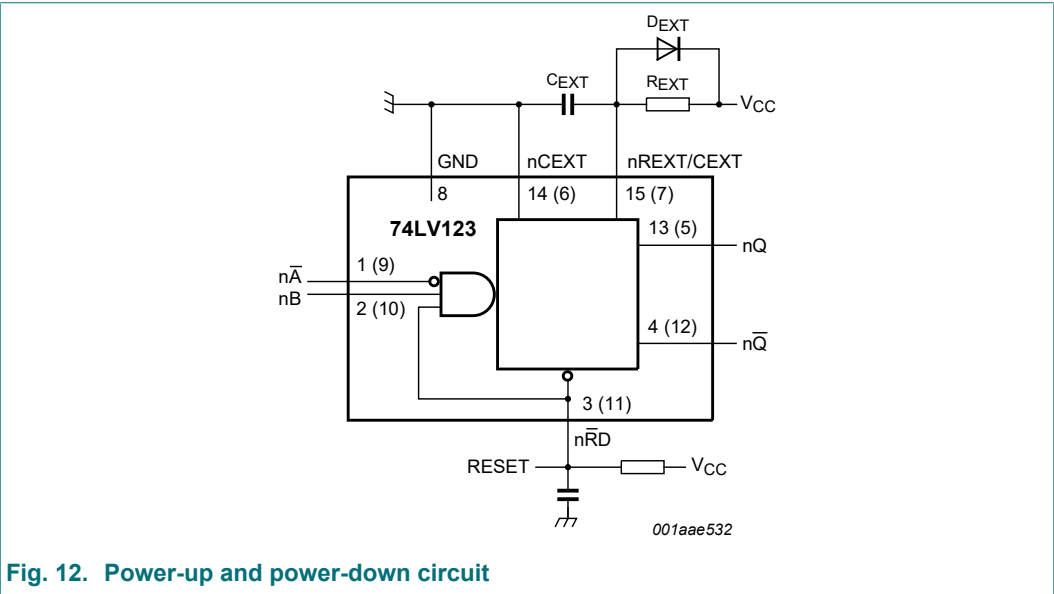 DEXT
CEXT
REXT
VCC
GND
nCEXT
nREXT/CEXT
8
14 (6)
15 (7)
74LV123
13 (5)
nQ
1 (9)
nA̅
nB
2 (10)
4 (12)
nQ̅
3 (11)
nR̅D
RESET
VCC
001aae532
Fig. 12. Power-up and power-down circuit